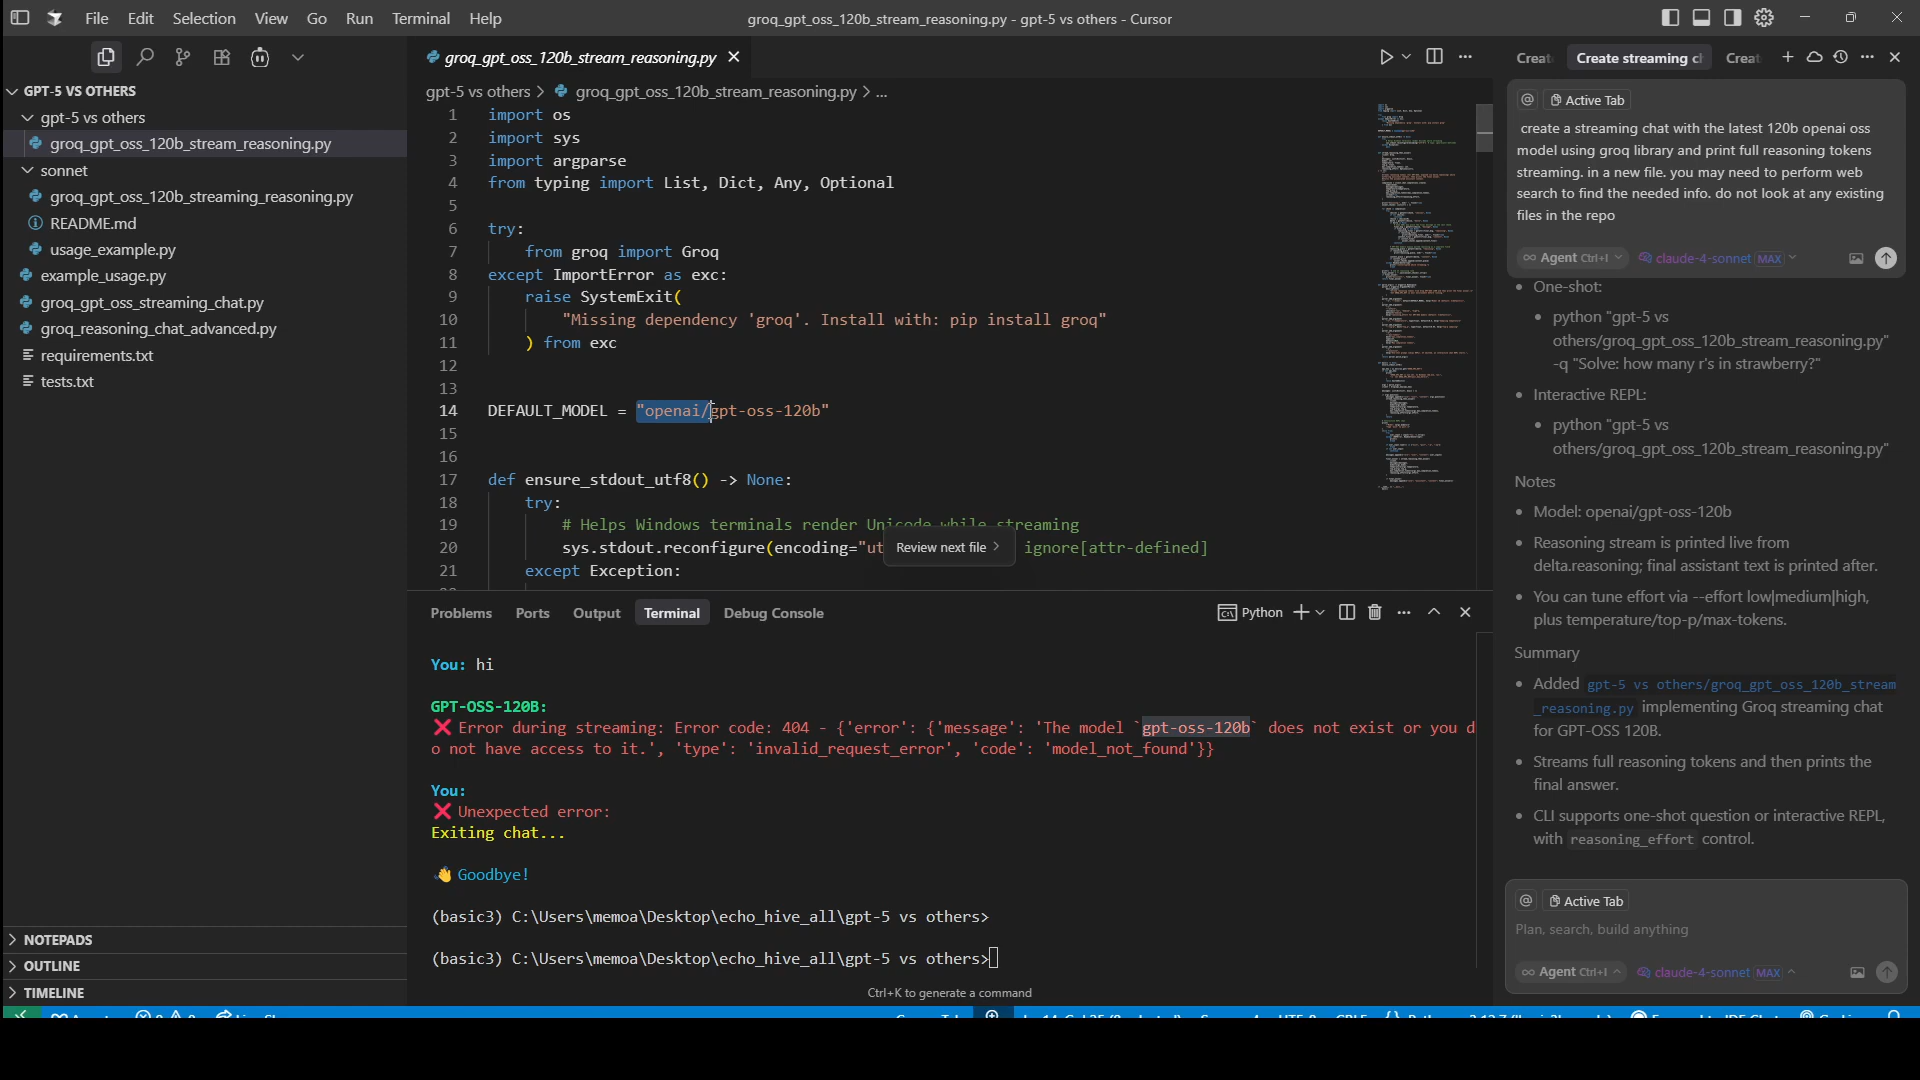 File Edit Selection View Go Run Terminal Help
groq_gpt_oss_120b_stream_reasoning.py - gpt-5 vs others - Cursor
GPT-5 VS OTHERS
gpt-5 vs others
groq_gpt_oss_120b_stream_reasoning.py
sonnet
groq_gpt_oss_120b_streaming_reasoning.py
README.md
usage_example.py
example_usage.py
groq_gpt_oss_streaming_chat.py
groq_reasoning_chat_advanced.py
requirements.txt
tests.txt
NOTEPADS
OUTLINE
TIMELINE
groq_gpt_oss_120b_stream_reasoning.py
gpt-5 vs others > groq_gpt_oss_120b_stream_reasoning.py > ...
1 import os
2 import sys
3 import argparse
4 from typing import List, Dict, Any, Optional
5
6 try:
7 from groq import Groq
8 except ImportError as exc:
9 raise SystemExit(
10 "Missing dependency 'groq'. Install with: pip install groq"
11 ) from exc
12
13
14 DEFAULT_MODEL = "openai/gpt-oss-120b"
15
16
17 def ensure_stdout_utf8() -> None:
18 try:
19 # Helps Windows terminals render Unicode while streaming
20 sys.stdout.reconfigure(encoding="ut ignore[attr-defined]
Review next file
21 except Exception:
Problems Ports Output Terminal Debug Console
Python
You: hi
GPT-OSS-120B:
❌ Error during streaming: Error code: 404 - {'error': {'message': 'The model `gpt-oss-120b` does not exist or you d
o not have access to it.', 'type': 'invalid_request_error', 'code': 'model_not_found'}}
You:
❌ Unexpected error:
Exiting chat...
👋 Goodbye!
(basic3) C:\Users\memoa\Desktop\echo_hive_all\gpt-5 vs others>
(basic3) C:\Users\memoa\Desktop\echo_hive_all\gpt-5 vs others>
Ctrl+K to generate a command
Creat Create streaming cl Creat
@ Active Tab
create a streaming chat with the latest 120b openai oss
model using groq library and print full reasoning tokens
streaming. in a new file. you may need to perform web
search to find the needed info. do not look at any existing
files in the repo
Agent Ctrl+I claude-4-sonnet MAX
• One-shot:
• python "gpt-5 vs
others/groq_gpt_oss_120b_stream_reasoning.py"
-q "Solve: how many r's in strawberry?"
• Interactive REPL:
• python "gpt-5 vs
others/groq_gpt_oss_120b_stream_reasoning.py"
Notes
• Model: openai/gpt-oss-120b
• Reasoning stream is printed live from
delta.reasoning; final assistant text is printed after.
• You can tune effort via --effort low|medium|high,
plus temperature/top-p/max-tokens.
Summary
• Added gpt-5 vs others/groq_gpt_oss_120b_stream
_reasoning.py implementing Groq streaming chat
for GPT-OSS 120B.
• Streams full reasoning tokens and then prints the
final answer.
• CLI supports one-shot question or interactive REPL,
with reasoning_effort control.
@ Active Tab
Plan, search, build anything
Agent Ctrl+I claude-4-sonnet MAX